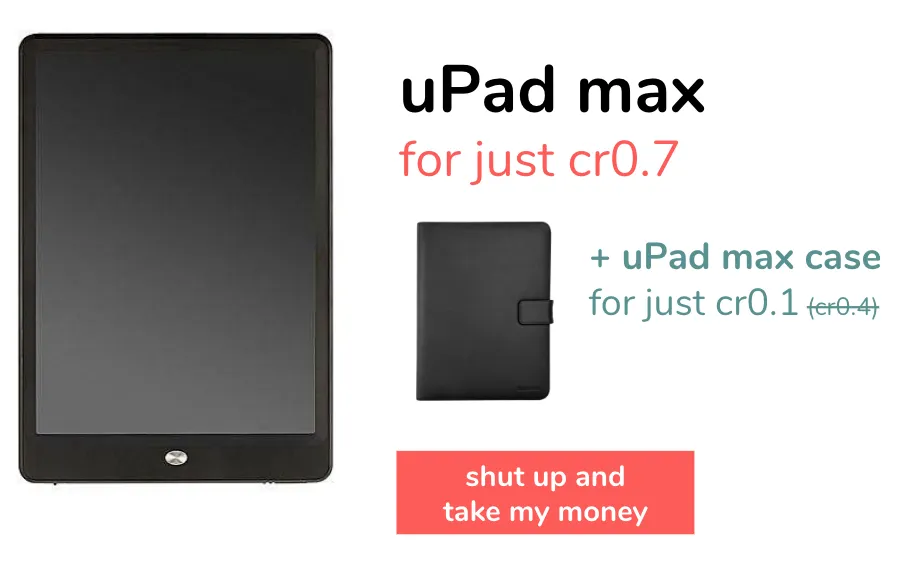 uPad max
for just cr0.7
+ uPad max case
for just cr0.1 (cr0.4)
shut up and
take my money